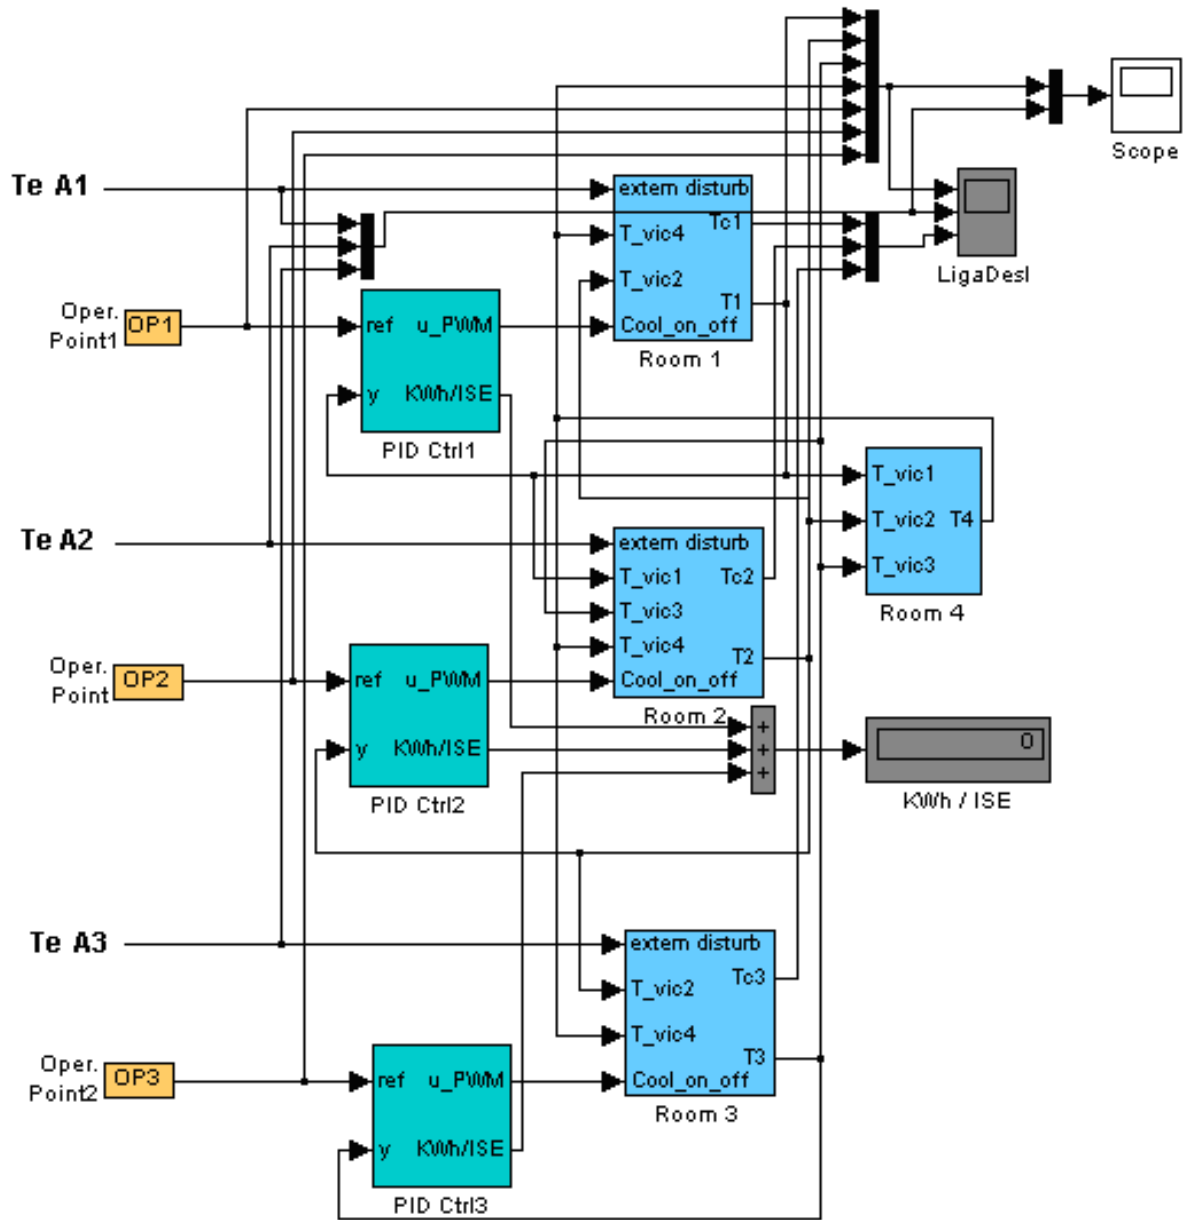 Scope
Te A1
extern disturb
Tc1
T_vic4
T_vic2
T1
Cool_on_off
Room 1
LigaDesl
Oper.
Point1
OP1
ref u_PWM
y KWh/ISE
PID Ctrl1
T_vic1
T_vic2 T4
T_vic3
Room 4
Te A2
extern disturb
T_vic1 Tc2
T_vic3
T_vic4
T2
Cool_on_off
Room 2
Oper.
Point
OP2
ref u_PWM
y KWh/ISE
PID Ctrl2
+
+
+
0
KWh / ISE
Te A3
extern disturb
Tc3
T_vic2
T_vic4
T3
Cool_on_off
Room 3
Oper.
Point2
OP3
ref u_PWM
y KWh/ISE
PID Ctrl3